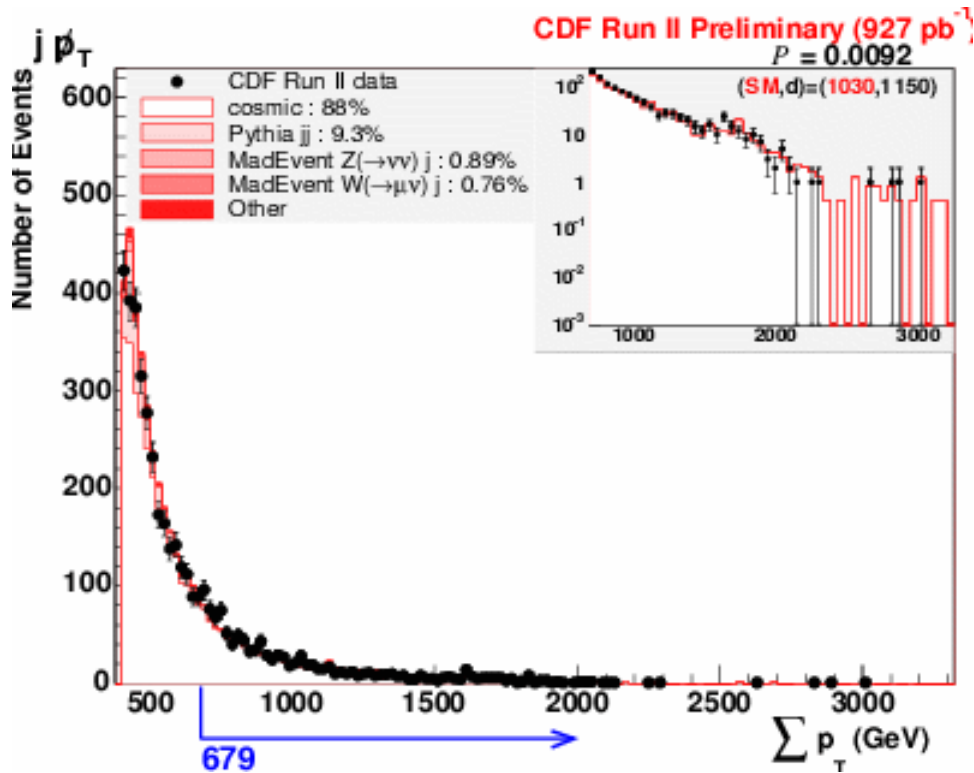 CDF Run II Preliminary (927 pb⁻¹)
j p̸_T
P = 0.0092
(SM,d)=(1030,1150)
Number of Events
CDF Run II data
cosmic : 88%
Pythia jj : 9.3%
MadEvent Z(→νν) j : 0.89%
MadEvent W(→μν) j : 0.76%
Other
600
500
400
300
200
100
0
10²
10
1
10⁻¹
10⁻²
10⁻³
1000 2000 3000
500 1000 1500 2000 2500 3000
679
∑ p_T (GeV)